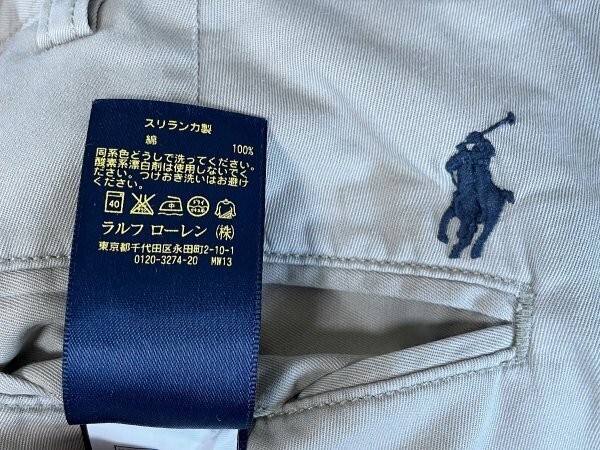 スリランカ製
綿 100%
同系色どうしで洗ってください。
酸素系漂白剤は使用しないでください。つけおき洗いはお避け
ください。
40 中
ラルフ ローレン (株)
東京都千代田区永田町2-10-1
0120-3274-20 MW13